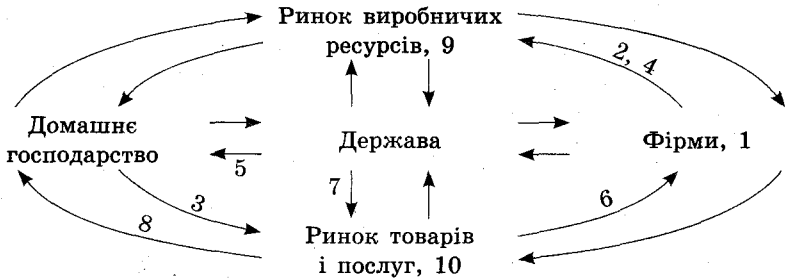 Ринок виробничих
ресурсів, 9
2, 4
Домашнє
господарство
Держава
Фірми, 1
5
7
3
6
8
Ринок товарів
і послуг, 10